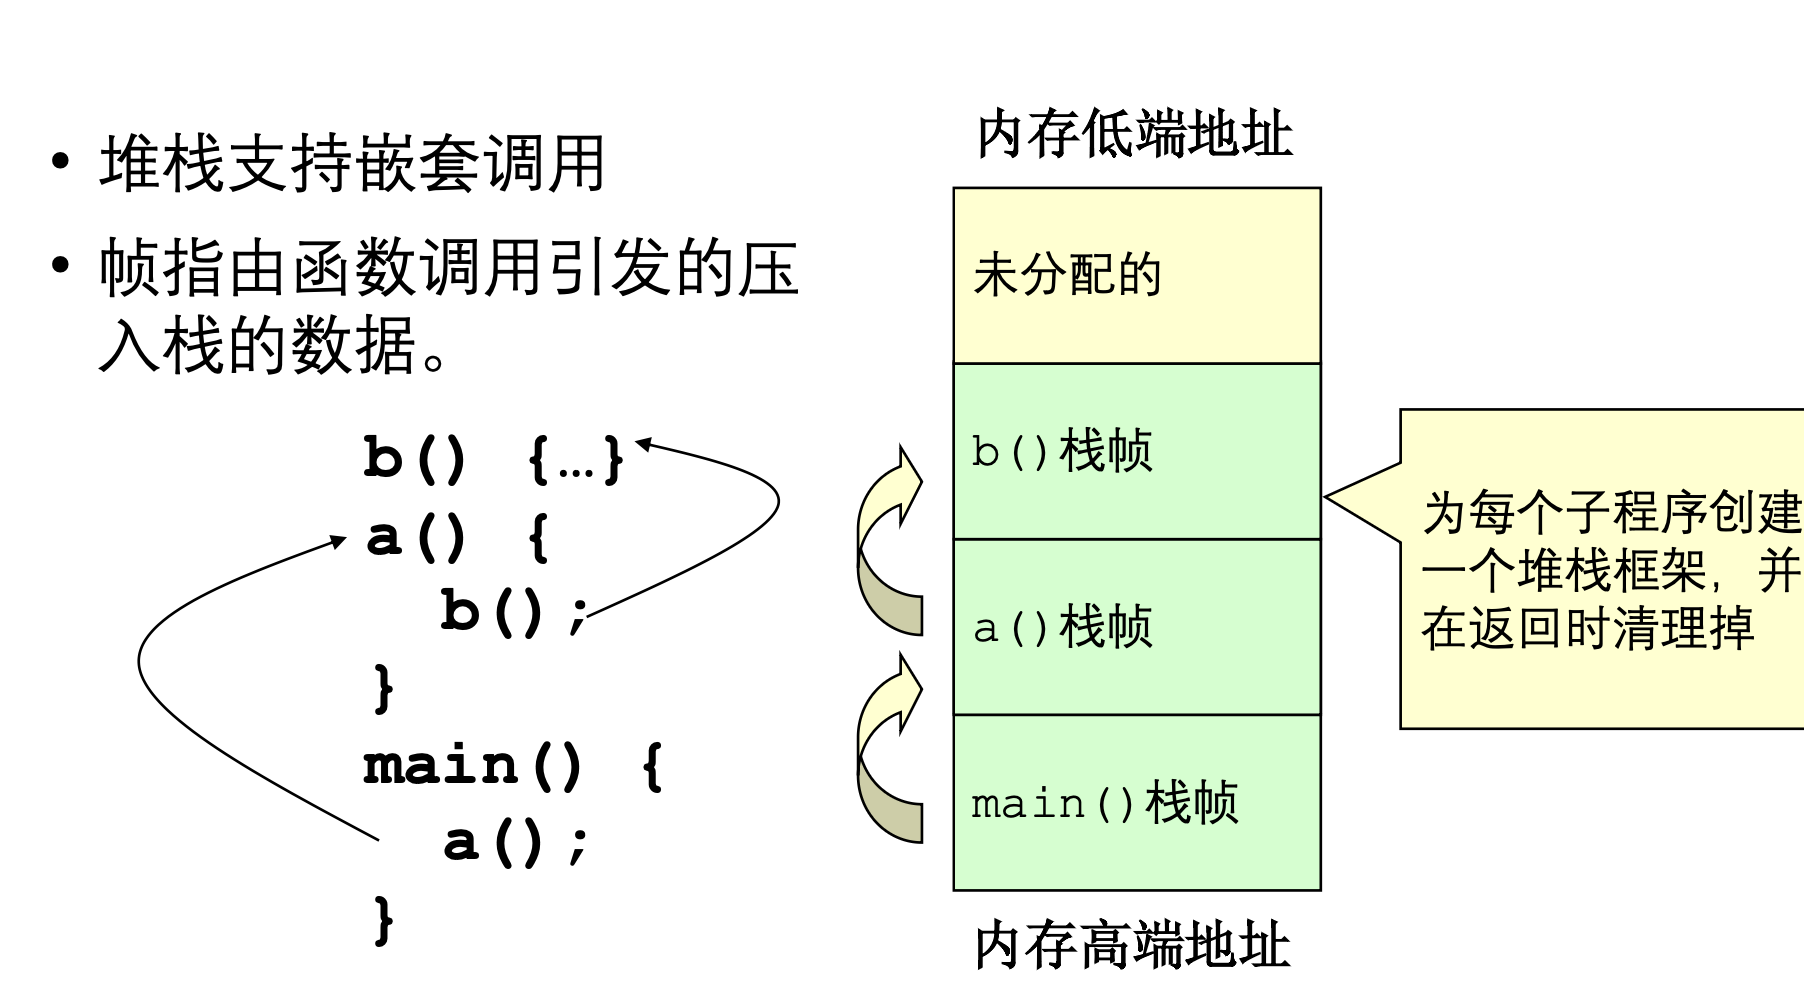 • 堆栈支持嵌套调用
• 帧指由函数调用引发的压
入栈的数据。
b() {…}
a() {
b();
}
main() {
a();
}
内存低端地址
未分配的
b()栈帧
a()栈帧
main()栈帧
内存高端地址
为每个子程序创建
一个堆栈框架，并
在返回时清理掉